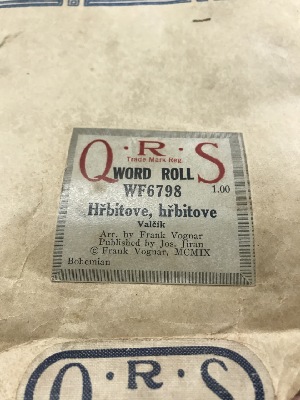 Q·R·S
Trade Mark Reg.
WORD ROLL
WF6798 1.00
Hřbitove, hřbitove
Valčík
Arr. by Frank Vognar
Published by Jos. Jiran
© Frank Vognar, MCMIX
Bohemian
Q·R·S